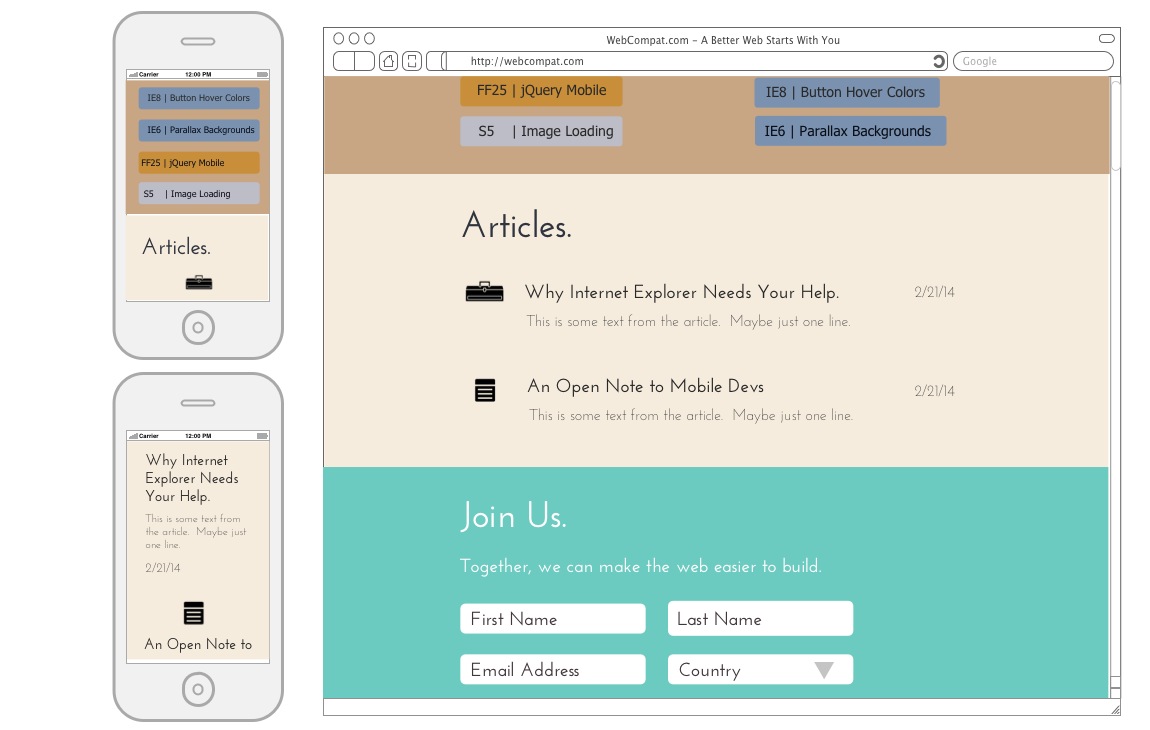 Carrier 12:00 PM
IE8 | Button Hover Colors
IE6 | Parallax Backgrounds
FF25 | jQuery Mobile
S5 | Image Loading
Articles.
Carrier 12:00 PM
Why Internet
Explorer Needs
Your Help.
This is some text from
the article. Maybe just
one line.
2/21/14
An Open Note to
WebCompat.com – A Better Web Starts With You
http://webcompat.com Google
FF25 | jQuery Mobile IE8 | Button Hover Colors
S5 | Image Loading IE6 | Parallax Backgrounds
Articles.
Why Internet Explorer Needs Your Help. 2/21/14
This is some text from the article. Maybe just one line.
An Open Note to Mobile Devs 2/21/14
This is some text from the article. Maybe just one line.
Join Us.
Together, we can make the web easier to build.
First Name Last Name
Email Address Country